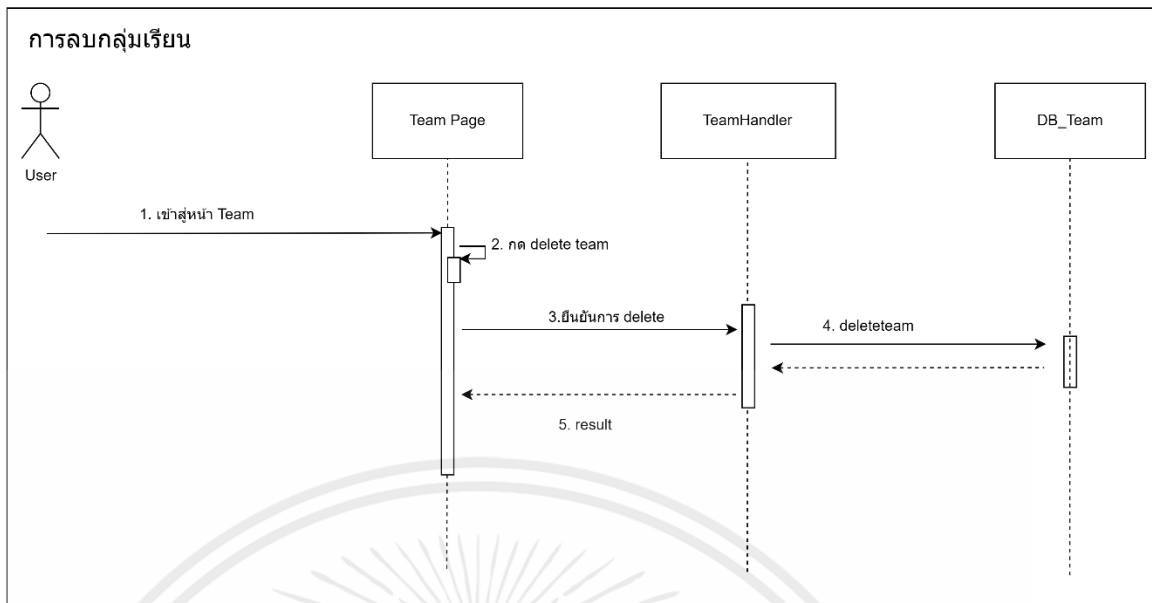 การลบกลุ่มเรียน
Team Page
TeamHandler
DB_Team
User
1. เข้าสู่หน้า Team
2. กด delete team
3.ยืนยันการ delete
4. deleteteam
5. result